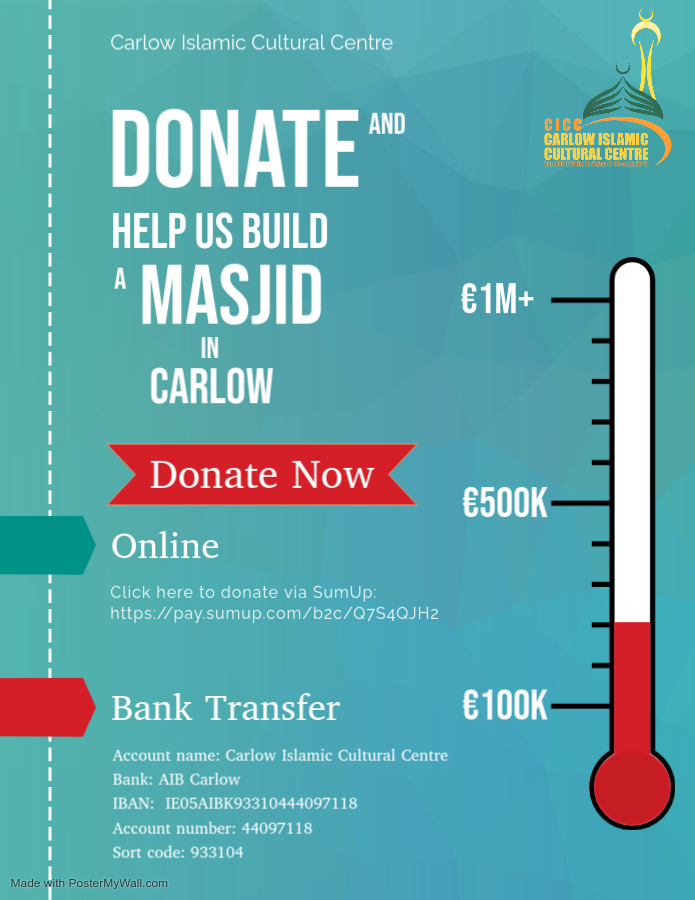 Carlow Islamic Cultural Centre
DONATE AND
HELP US BUILD
A MASJID
IN
CARLOW
Donate Now
Online
Click here to donate via SumUp:
https://pay.sumup.com/b2c/Q7S4QJH2
Bank Transfer
Account name: Carlow Islamic Cultural Centre
Bank: AIB Carlow
IBAN: IE05AIBK93310444097118
Account number: 44097118
Sort code: 933104
CICC
CARLOW ISLAMIC
CULTURAL CENTRE
€1M+
€500K
€100K
Made with PosterMyWall.com